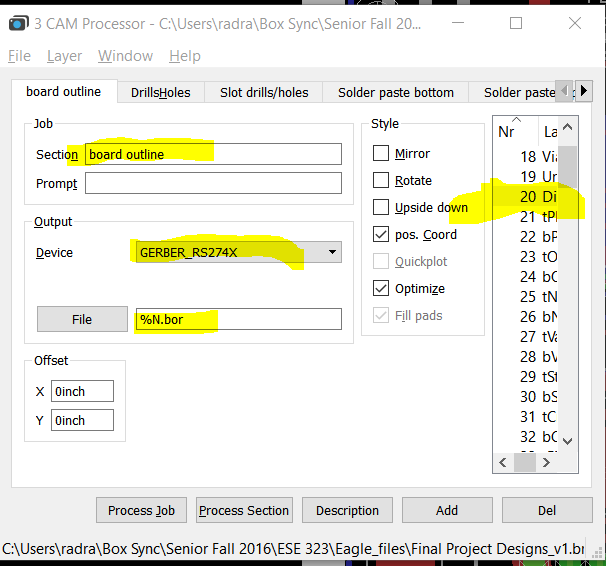 3 CAM Processor - C:\Users\radra\Box Sync\Senior Fall 20...
File Layer Window Help
board outline DrillsHoles Slot drills/holes Solder paste bottom Solder paste
Job
Section board outline
Prompt
Output
Device GERBER_RS274X
File %N.bor
Offset
X 0inch
Y 0inch
Style
Mirror
Rotate
Upside down
pos. Coord
Quickplot
Optimize
Fill pads
Nr La
18 Via
19 Un
20 Di
21 tPl
22 bP
23 tO
24 bO
25 tN
26 bN
27 tVa
28 bV
29 tSt
30 bS
31 tC
32 bC
Process Job Process Section Description Add Del
C:\Users\radra\Box Sync\Senior Fall 2016\ESE 323\Eagle_files\Final Project Designs_v1.br